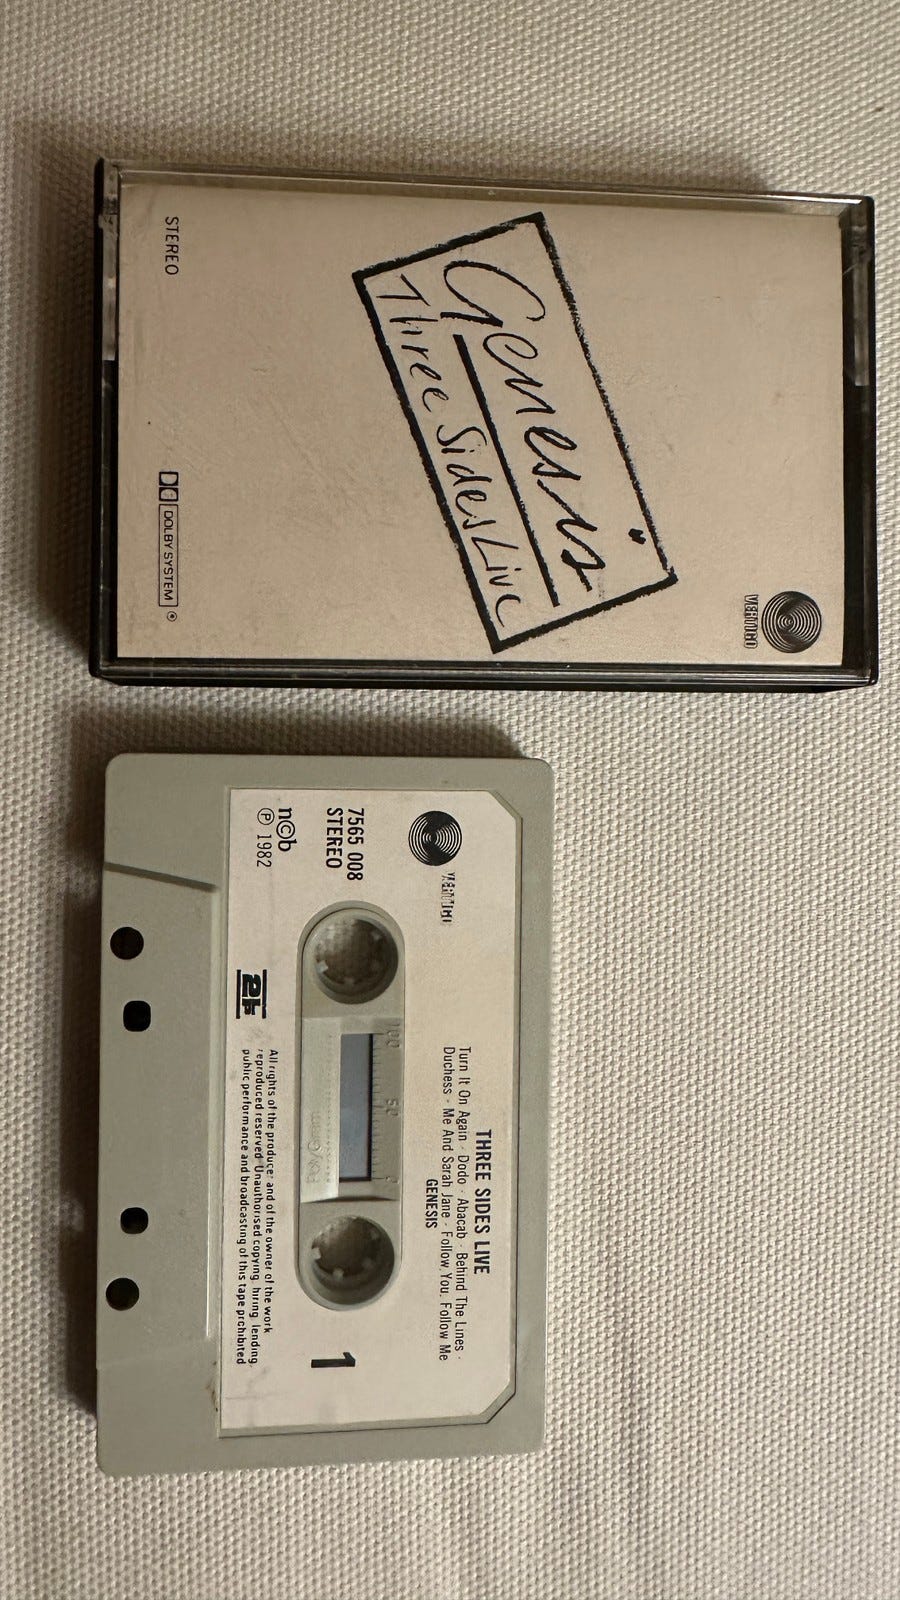 Genesis
Three Sides Live
VERTIGO
STEREO
DOLBY SYSTEM
THREE SIDES LIVE
Turn It On Again · Dodo · Abacab · Behind The Lines ·
Duchess · Me And Sarah Jane · Follow You, Follow Me
GENESIS
7565 008
STEREO
100 50 0
1
n©b
℗ 1982
All rights of the producer and of the owner of the work
reproduced reserved. Unauthorised copying, hiring, lending,
public performance and broadcasting of this tape prohibited